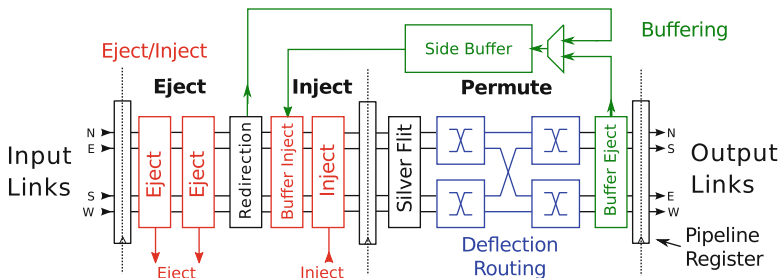 Eject/Inject
Side Buffer
Buffering
Eject
Inject
Permute
Input
Links
N
E
S
W
Eject
Eject
Redirection
Buffer Inject
Inject
Silver Flit
Buffer Eject
N
S
E
W
Output
Links
Eject
Inject
Deflection
Routing
Pipeline
Register